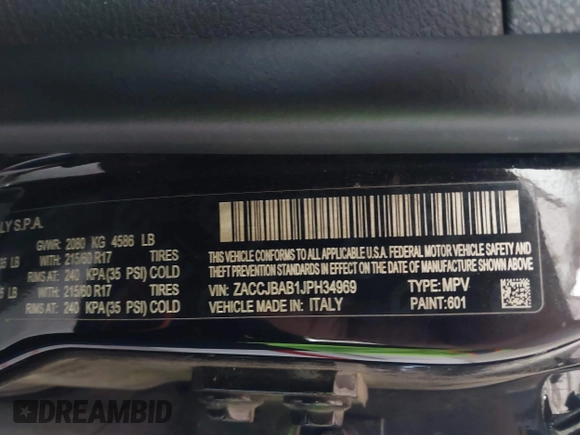 LY S.P.A.
GVWR: 2080 KG 4586 LB
LB WITH: 215/60 R17 TIRES
RIMS AT: 240 KPA(35 PSI) COLD
LB WITH: 215/60 R17 TIRES
RIMS AT: 240 KPA(35 PSI) COLD
THIS VEHICLE CONFORMS TO ALL APPLICABLE U.S.A. FEDERAL MOTOR VEHICLE SAFETY AND
THEFT PREVENTION STANDARDS IN EFFECT ON THE DATE OF MANUFACTURE SHOWN ABOVE.
VIN: ZACCJBAB1JPH34969 TYPE: MPV
VEHICLE MADE IN: ITALY PAINT: 601
DREAMBID